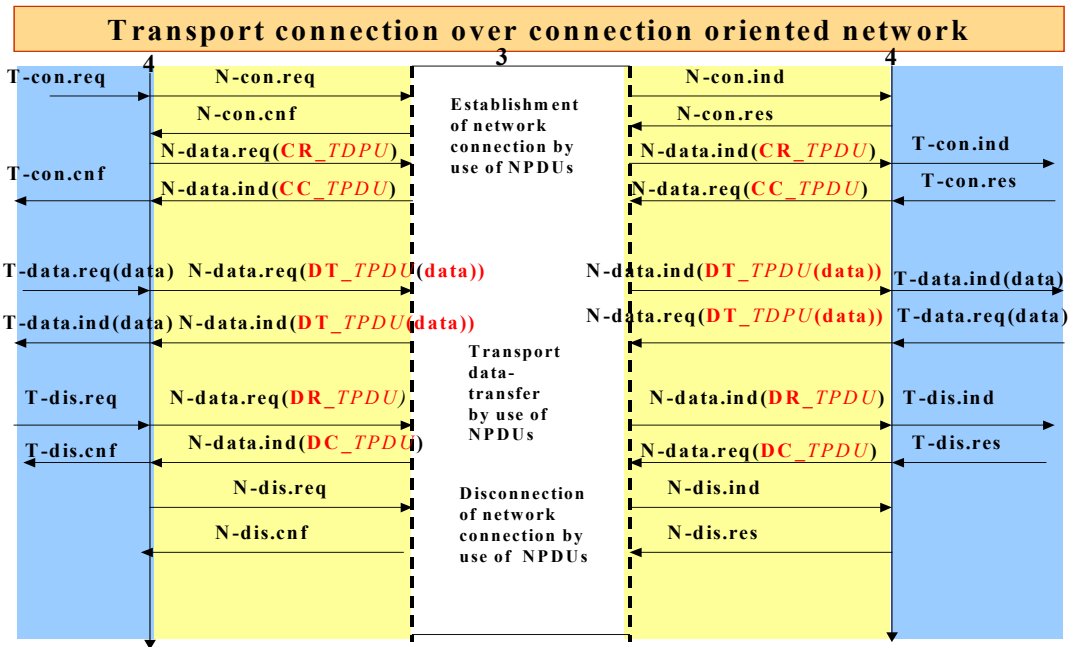 Transport connection over connection oriented network
4 3 4
T-con.req N-con.req N-con.ind
N-con.cnf N-con.res
Establishment
of network
connection by
use of NPDUs
N-data.req(CR_TDPU) N-data.ind(CR_TPDU) T-con.ind
T-con.cnf N-data.ind(CC_TPDU) N-data.req(CC_TPDU) T-con.res
T-data.req(data) N-data.req(DT_TPDU(data)) N-data.ind(DT_TPDU(data)) T-data.ind(data)
T-data.ind(data) N-data.ind(DT_TPDU(data)) N-data.req(DT_TDPU(data)) T-data.req(data)
Transport
data-
transfer
by use of
NPDUs
T-dis.req N-data.req(DR_TPDU) N-data.ind(DR_TPDU) T-dis.ind
T-dis.cnf N-data.ind(DC_TPDU) N-data.req(DC_TPDU) T-dis.res
N-dis.req N-dis.ind
Disconnection
of network
connection by
use of NPDUs
N-dis.cnf N-dis.res